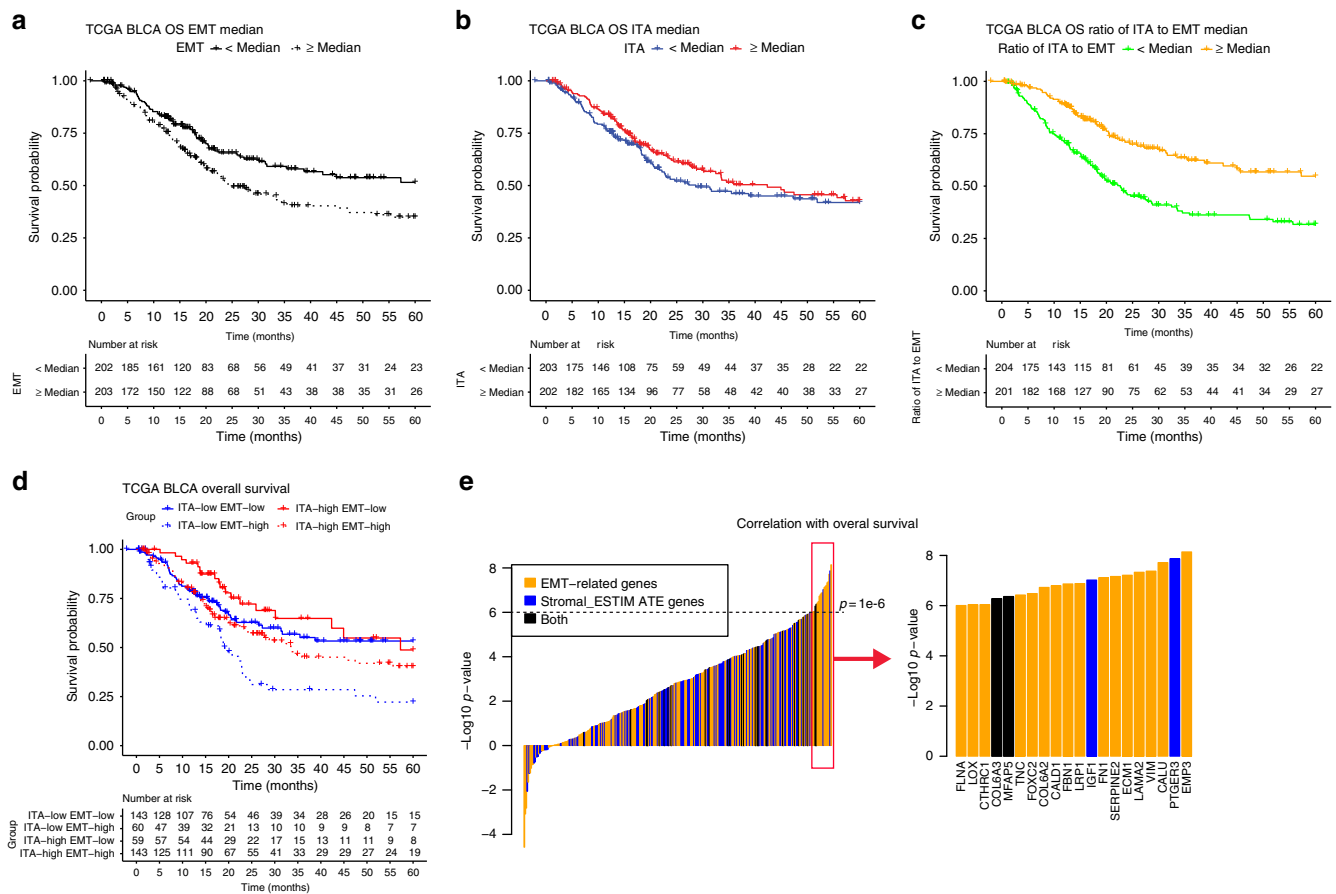 a
TCGA BLCA OS EMT median
EMT < Median ≥ Median
1.00
0.75
0.50
0.25
0.00
Survival probability
0 5 10 15 20 25 30 35 40 45 50 55 60
Time (months)
Number at risk
EMT
< Median 202 185 161 120 83 68 56 49 41 37 31 24 23
≥ Median 203 172 150 122 88 68 51 43 38 38 35 31 26
0 5 10 15 20 25 30 35 40 45 50 55 60
Time (months)
b
TCGA BLCA OS ITA median
ITA < Median ≥ Median
1.00
0.75
0.50
0.25
0.00
Survival probability
0 5 10 15 20 25 30 35 40 45 50 55 60
Time (months)
Number at risk
ITA
< Median 203 175 146 108 75 59 49 44 37 35 28 22 22
≥ Median 202 182 165 134 96 77 58 48 42 40 38 33 27
0 5 10 15 20 25 30 35 40 45 50 55 60
Time (months)
c
TCGA BLCA OS ratio of ITA to EMT median
Ratio of ITA to EMT < Median ≥ Median
1.00
0.75
0.50
0.25
0.00
Survival probability
0 5 10 15 20 25 30 35 40 45 50 55 60
Time (months)
Number at risk
Ratio of ITA to EMT
< Median 204 175 143 115 81 61 45 39 35 34 32 26 22
≥ Median 201 182 168 127 90 75 62 53 44 41 34 29 27
0 5 10 15 20 25 30 35 40 45 50 55 60
Time (months)
d
TCGA BLCA overall survival
Group
ITA−low EMT−low ITA−high EMT−low
ITA−low EMT−high ITA−high EMT−high
1.00
0.75
0.50
0.25
0.00
Survival probability
0 5 10 15 20 25 30 35 40 45 50 55 60
Time (months)
Number at risk
Group
ITA−low EMT−low 143 128 107 76 54 46 39 34 28 26 20 15 15
ITA−low EMT−high 60 47 39 32 21 13 10 10 9 9 8 7 7
ITA−high EMT−low 59 57 54 44 29 22 17 15 13 11 11 9 8
ITA−high EMT−high 143 125 111 90 67 55 41 33 29 29 27 24 19
0 5 10 15 20 25 30 35 40 45 50 55 60
Time (months)
e
Correlation with overal survival
8
6
4
2
0
−2
−4
−Log10 p−value
EMT−related genes
Stromal_ESTIM ATE genes
Both
p=1e-6
8
6
4
2
0
−Log10 p−value
FLNA
LOX
CTHRC1
COL6A3
MFAP5
TNC
FOXC2
COL6A2
CALD1
FBN1
LRP1
IGF1
FN1
SERPINE2
ECM1
LAMA2
VIM
CALU
PTGER3
EMP3